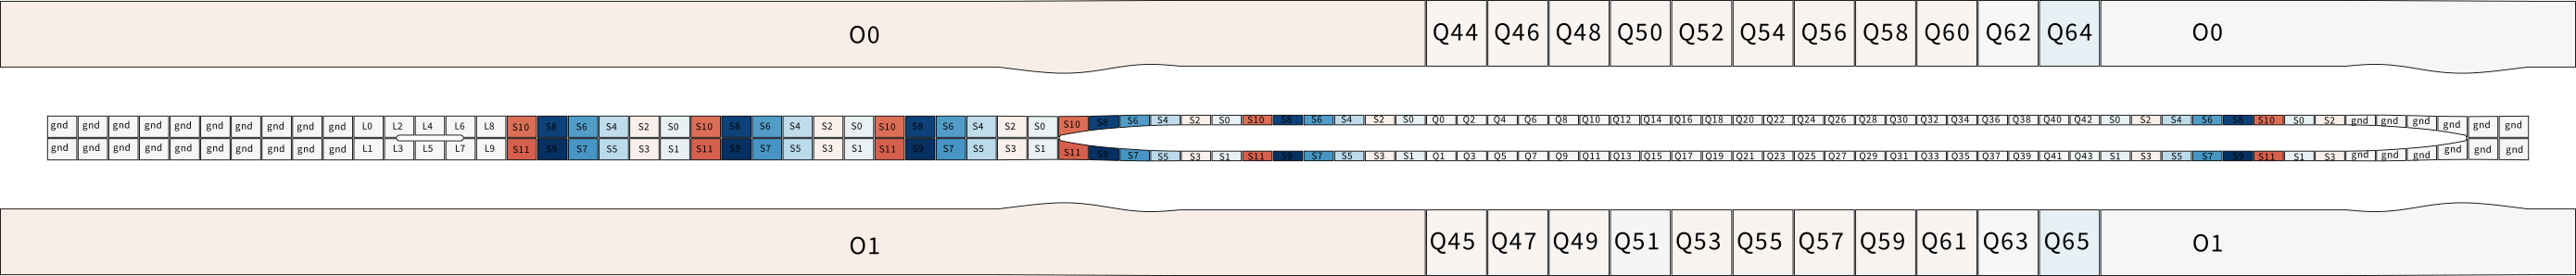 O0 Q44 Q46 Q48 Q50 Q52 Q54 Q56 Q58 Q60 Q62 Q64 O0
gnd gnd gnd gnd gnd gnd gnd gnd gnd gnd L0 L2 L4 L6 L8 S10 S8 S6 S4 S2 S0 S10 S8 S6 S4 S2 S0 S10 S8 S6 S4 S2 S0 S10 S8 S6 S4 S2 S0 S10 S8 S6 S4 S2 S0 Q0 Q2 Q4 Q6 Q8 Q10 Q12 Q14 Q16 Q18 Q20 Q22 Q24 Q26 Q28 Q30 Q32 Q34 Q36 Q38 Q40 Q42 S0 S2 S4 S6 S8 S10 S0 S2 gnd gnd gnd gnd gnd gnd
gnd gnd gnd gnd gnd gnd gnd gnd gnd gnd L1 L3 L5 L7 L9 S11 S9 S7 S5 S3 S1 S11 S9 S7 S5 S3 S1 S11 S9 S7 S5 S3 S1 S11 S9 S7 S5 S3 S1 S11 S9 S7 S5 S3 S1 Q1 Q3 Q5 Q7 Q9 Q11 Q13 Q15 Q17 Q19 Q21 Q23 Q25 Q27 Q29 Q31 Q33 Q35 Q37 Q39 Q41 Q43 S1 S3 S5 S7 S9 S11 S1 S3 gnd gnd gnd gnd gnd gnd
O1 Q45 Q47 Q49 Q51 Q53 Q55 Q57 Q59 Q61 Q63 Q65 O1